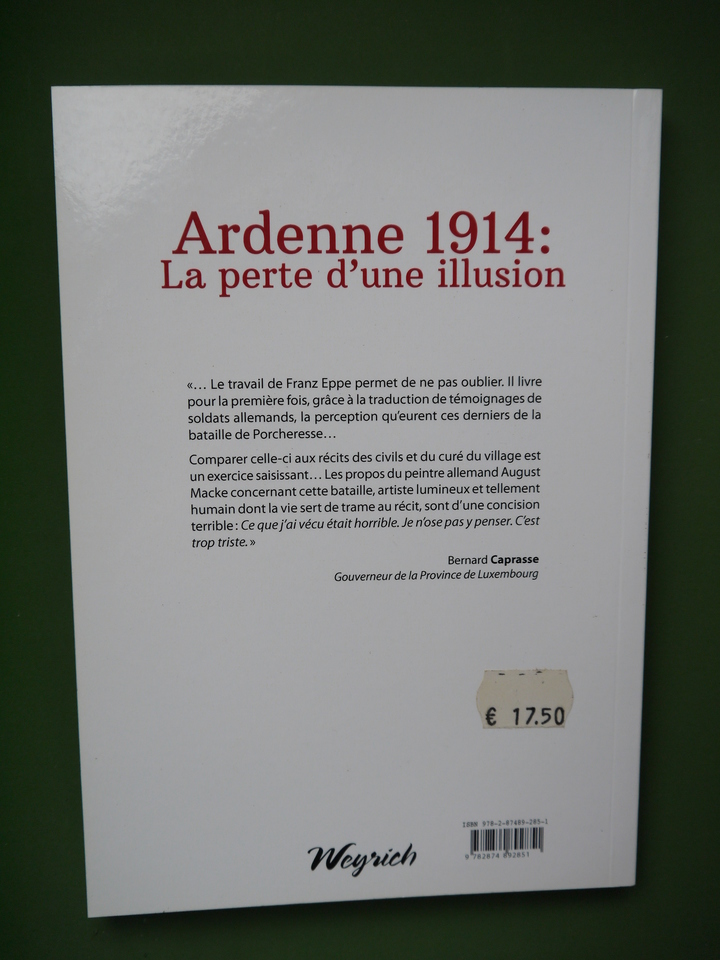 Ardenne 1914:
La perte d'une illusion
«… Le travail de Franz Eppe permet de ne pas oublier. Il livre
pour la première fois, grâce à la traduction de témoignages de
soldats allemands, la perception qu'eurent ces derniers de la
bataille de Porcheresse…
Comparer celle-ci aux récits des civils et du curé du village est
un exercice saisissant… Les propos du peintre allemand August
Macke concernant cette bataille, artiste lumineux et tellement
humain dont la vie sert de trame au récit, sont d'une concision
terrible : Ce que j'ai vécu était horrible. Je n'ose pas y penser. C'est
trop triste. »
Bernard Caprasse
Gouverneur de la Province de Luxembourg
€ 17.50
ISBN 978-2-87489-285-1
9 782874 892851
Weyrich